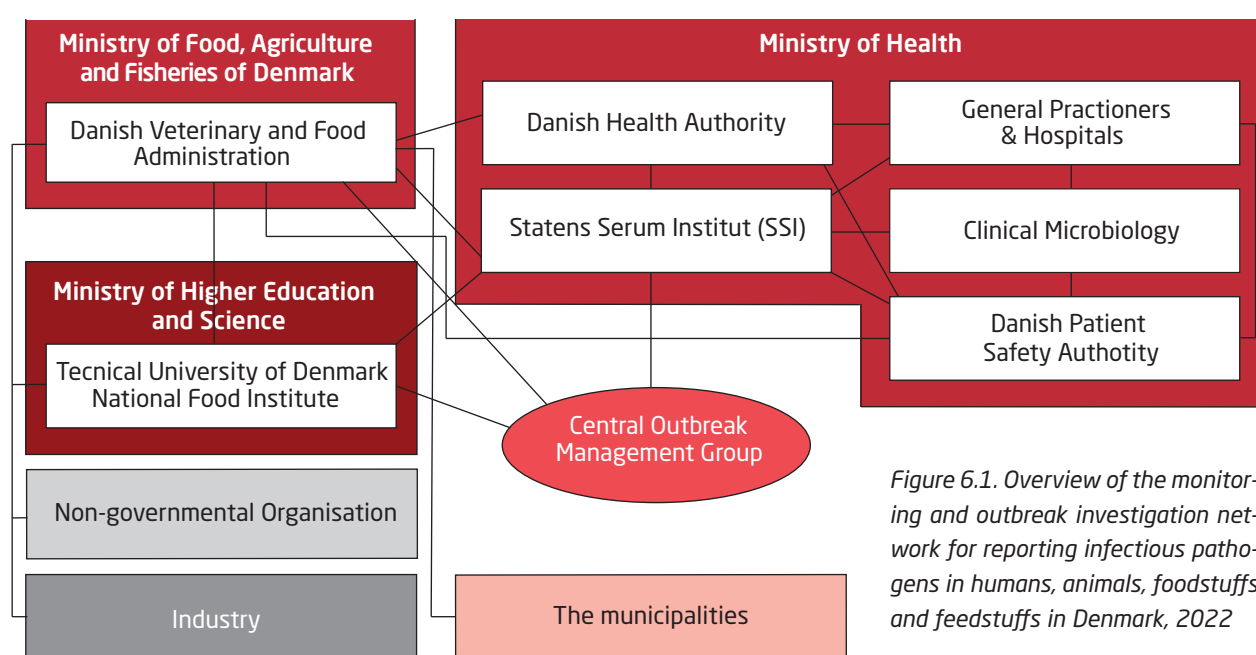 Ministry of Food, Agriculture
and Fisheries of Denmark
Danish Veterinary and Food
Administration
Ministry of Higher Education
and Science
Tecnical University of Denmark
National Food Institute
Non-governmental Organisation
Industry
Ministry of Health
Danish Health Authority
Statens Serum Institut (SSI)
General Practioners
& Hospitals
Clinical Microbiology
Danish Patient
Safety Authotity
Central Outbreak
Management Group
The municipalities
Figure 6.1. Overview of the monitor-
ing and outbreak investigation net-
work for reporting infectious patho-
gens in humans, animals, foodstuffs
and feedstuffs in Denmark, 2022